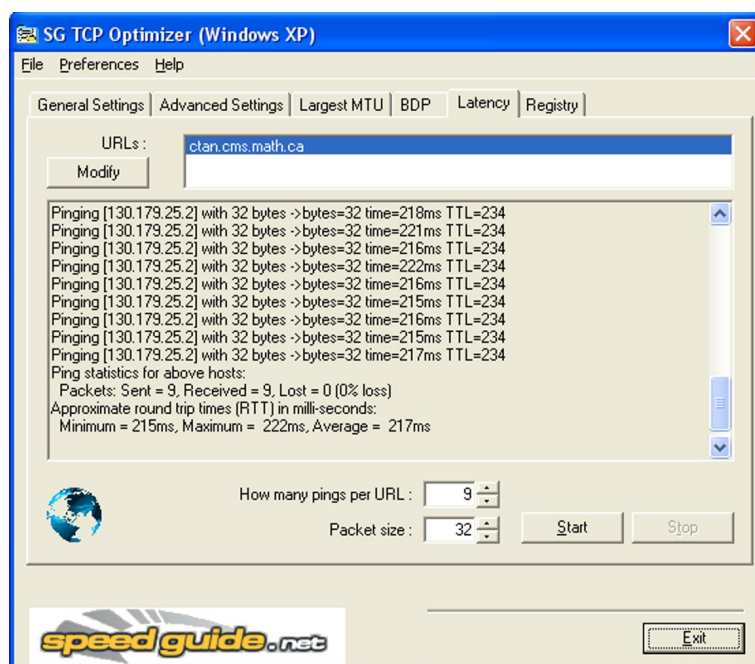 SG TCP Optimizer (Windows XP)
File Preferences Help
General Settings Advanced Settings Largest MTU BDP Latency Registry
URLs :
ctan.cms.math.ca
Modify
Pinging [130.179.25.2] with 32 bytes ->bytes=32 time=218ms TTL=234
Pinging [130.179.25.2] with 32 bytes ->bytes=32 time=221ms TTL=234
Pinging [130.179.25.2] with 32 bytes ->bytes=32 time=216ms TTL=234
Pinging [130.179.25.2] with 32 bytes ->bytes=32 time=222ms TTL=234
Pinging [130.179.25.2] with 32 bytes ->bytes=32 time=216ms TTL=234
Pinging [130.179.25.2] with 32 bytes ->bytes=32 time=215ms TTL=234
Pinging [130.179.25.2] with 32 bytes ->bytes=32 time=216ms TTL=234
Pinging [130.179.25.2] with 32 bytes ->bytes=32 time=215ms TTL=234
Pinging [130.179.25.2] with 32 bytes ->bytes=32 time=217ms TTL=234
Ping statistics for above hosts:
Packets: Sent = 9, Received = 9, Lost = 0 (0% loss)
Approximate round trip times (RTT) in milli-seconds:
Minimum = 215ms, Maximum = 222ms, Average = 217ms
How many pings per URL : 9
Packet size : 32 Start Stop
speedguide.net
Exit